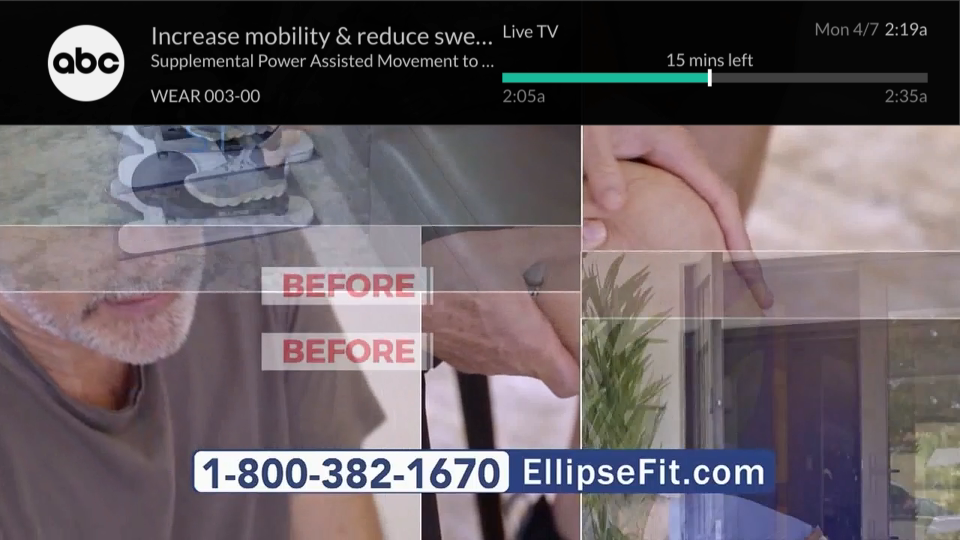 abc
Increase mobility & reduce swe...
Supplemental Power Assisted Movement to ...
WEAR 003-00
Live TV
Mon 4/7 2:19a
15 mins left
2:05a
2:35a
BEFORE
BEFORE
1-800-382-1670 EllipseFit.com